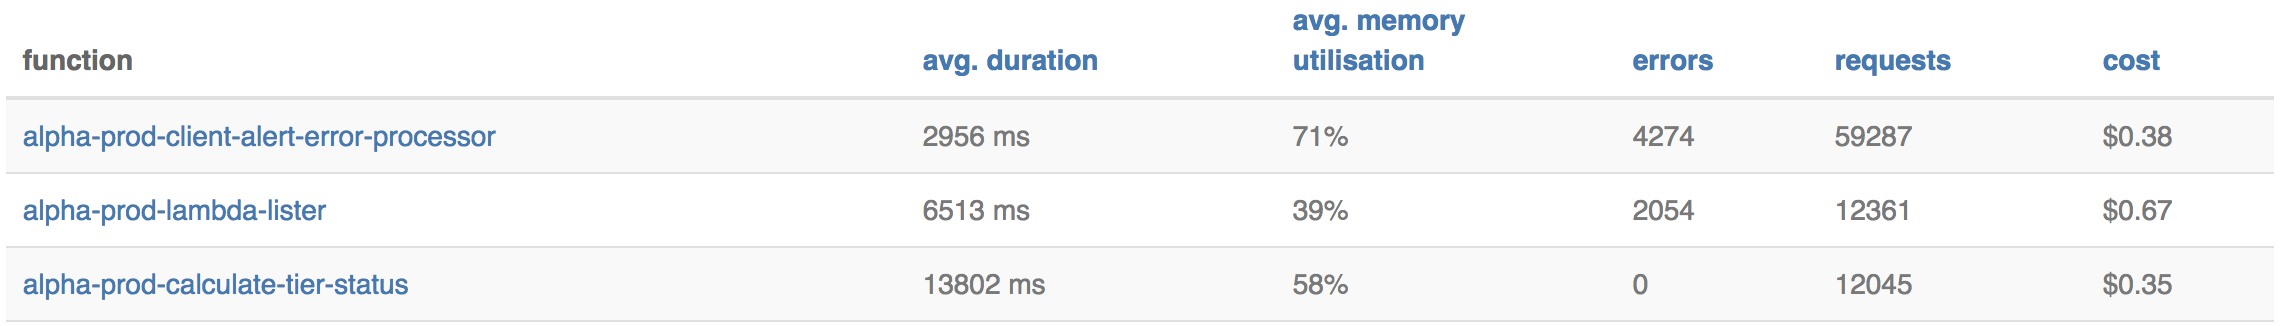 function avg. duration avg. memory utilisation errors requests cost
alpha-prod-client-alert-error-processor 2956 ms 71% 4274 59287 $0.38
alpha-prod-lambda-lister 6513 ms 39% 2054 12361 $0.67
alpha-prod-calculate-tier-status 13802 ms 58% 0 12045 $0.35